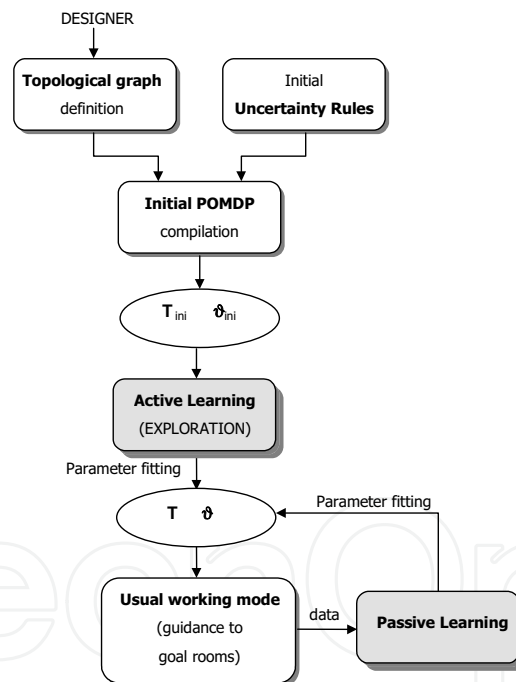 DESIGNER
Topological graph
definition
Initial
Uncertainty Rules
Initial POMDP
compilation
T ini ϑini
Active Learning
(EXPLORATION)
Parameter fitting
Parameter fitting
T ϑ
Usual working mode
(guidance to
goal rooms)
data
Passive Learning